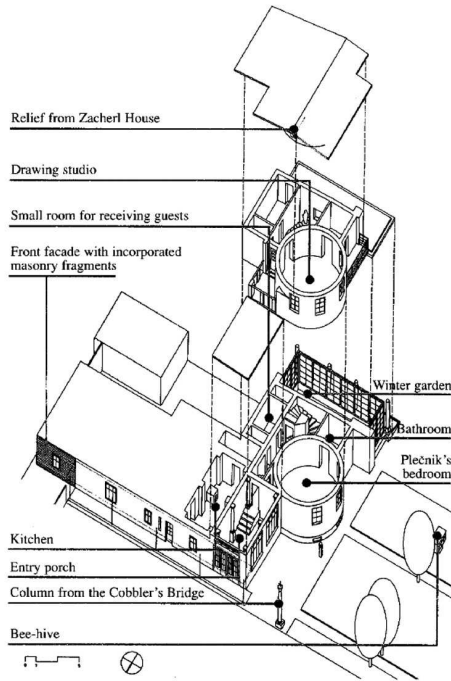 Relief from Zacherl House
Drawing studio
Small room for receiving guests
Front facade with incorporated
masonry fragments
Winter garden
Bathroom
Plečnik's
bedroom
Kitchen
Entry porch
Column from the Cobbler's Bridge
Bee-hive